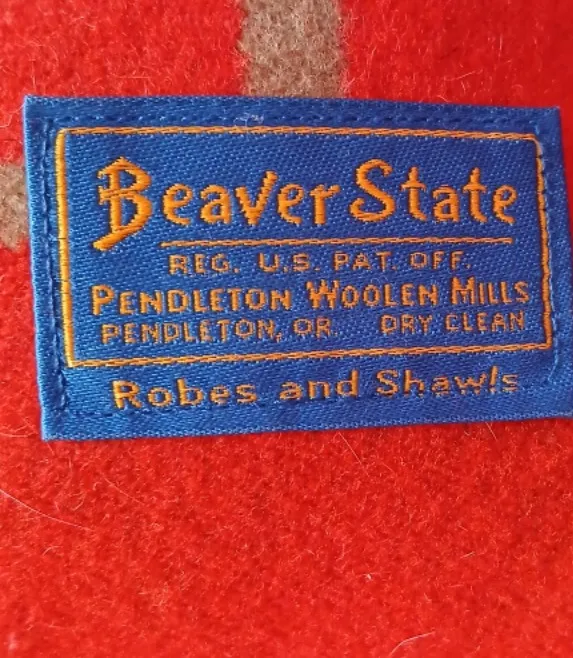 Beaver State
REG. U.S. PAT. OFF.
PENDLETON WOOLEN MILLS
PENDLETON, OR. DRY CLEAN
Robes and Shawls